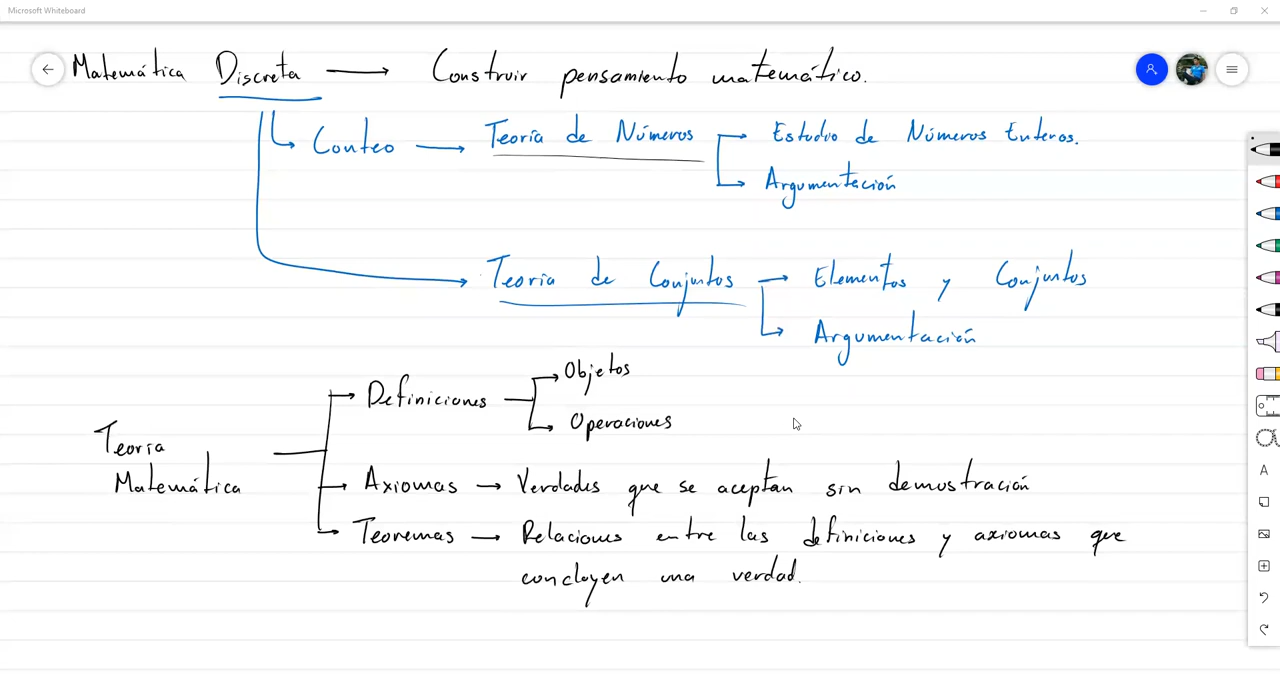 Microsoft Whiteboard
Matemática Discreta → Construir pensamiento matemático.
Conteo → Teoría de Números → Estudio de Números Enteros.
→ Argumentación
Teoría de Conjuntos → Elementos y Conjuntos
→ Argumentación
Teoría Matemática
→ Definiciones → Objetos
→ Operaciones
→ Axiomas → Verdades que se aceptan sin demostración
→ Teoremas → Relaciones entre las definiciones y axiomas que
concluyen una verdad.
A